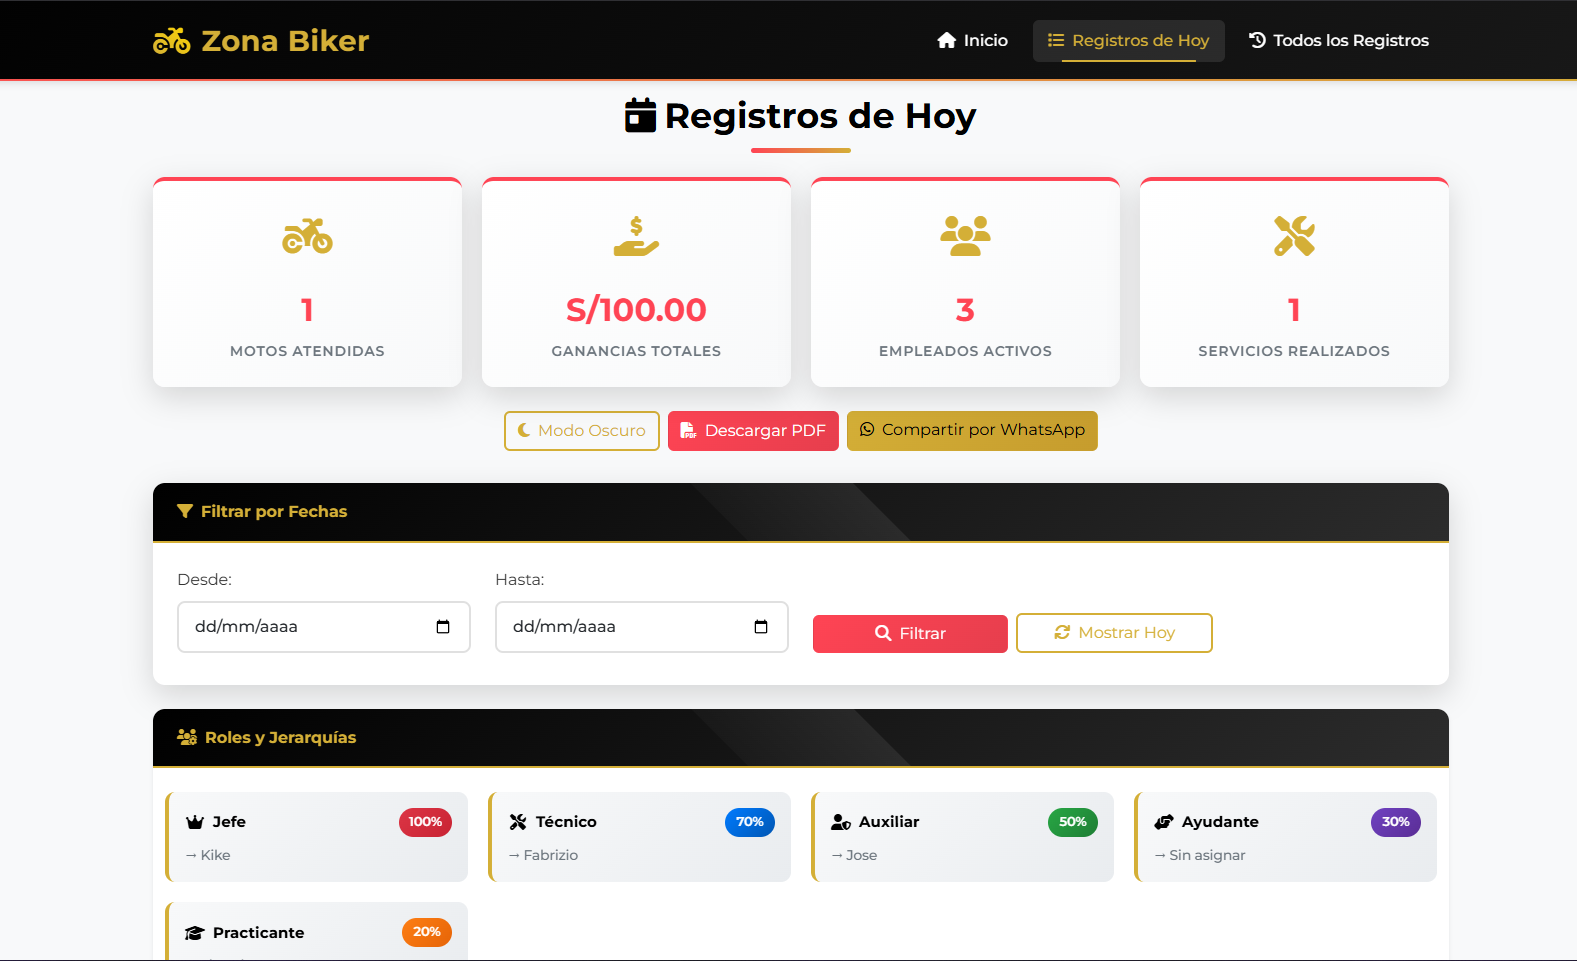 Zona Biker
Inicio
Registros de Hoy
Todos los Registros
Registros de Hoy
1
MOTOS ATENDIDAS
S/100.00
GANANCIAS TOTALES
3
EMPLEADOS ACTIVOS
1
SERVICIOS REALIZADOS
Modo Oscuro
Descargar PDF
Compartir por WhatsApp
Filtrar por Fechas
Desde:
dd/mm/aaaa
Hasta:
dd/mm/aaaa
Filtrar
Mostrar Hoy
Roles y Jerarquías
Jefe
100%
→ Kike
Técnico
70%
→ Fabrizio
Auxiliar
50%
→ Jose
Ayudante
30%
→ Sin asignar
Practicante
20%